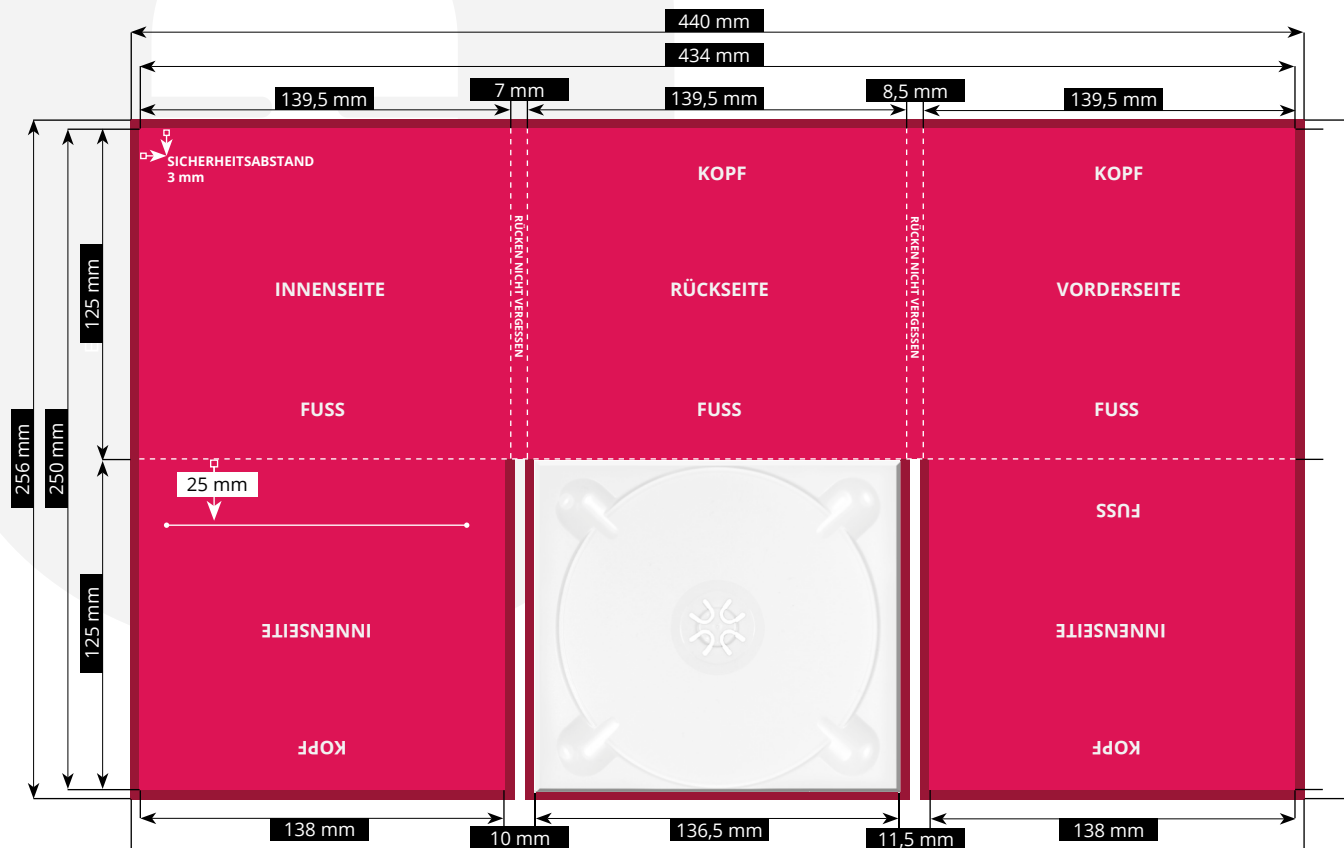 440 mm
434 mm
139,5 mm
7 mm
139,5 mm
8,5 mm
139,5 mm
SICHERHEITSABSTAND
3 mm
KOPF
KOPF
125 mm
INNENSEITE
RÜCKEN NICHT VERGESSEN
RÜCKSEITE
RÜCKEN NICHT VERGESSEN
VORDERSEITE
FUSS
FUSS
FUSS
256 mm
250 mm
25 mm
FUSS
125 mm
INNENSEITE
INNENSEITE
KOPF
KOPF
138 mm
10 mm
136,5 mm
11,5 mm
138 mm